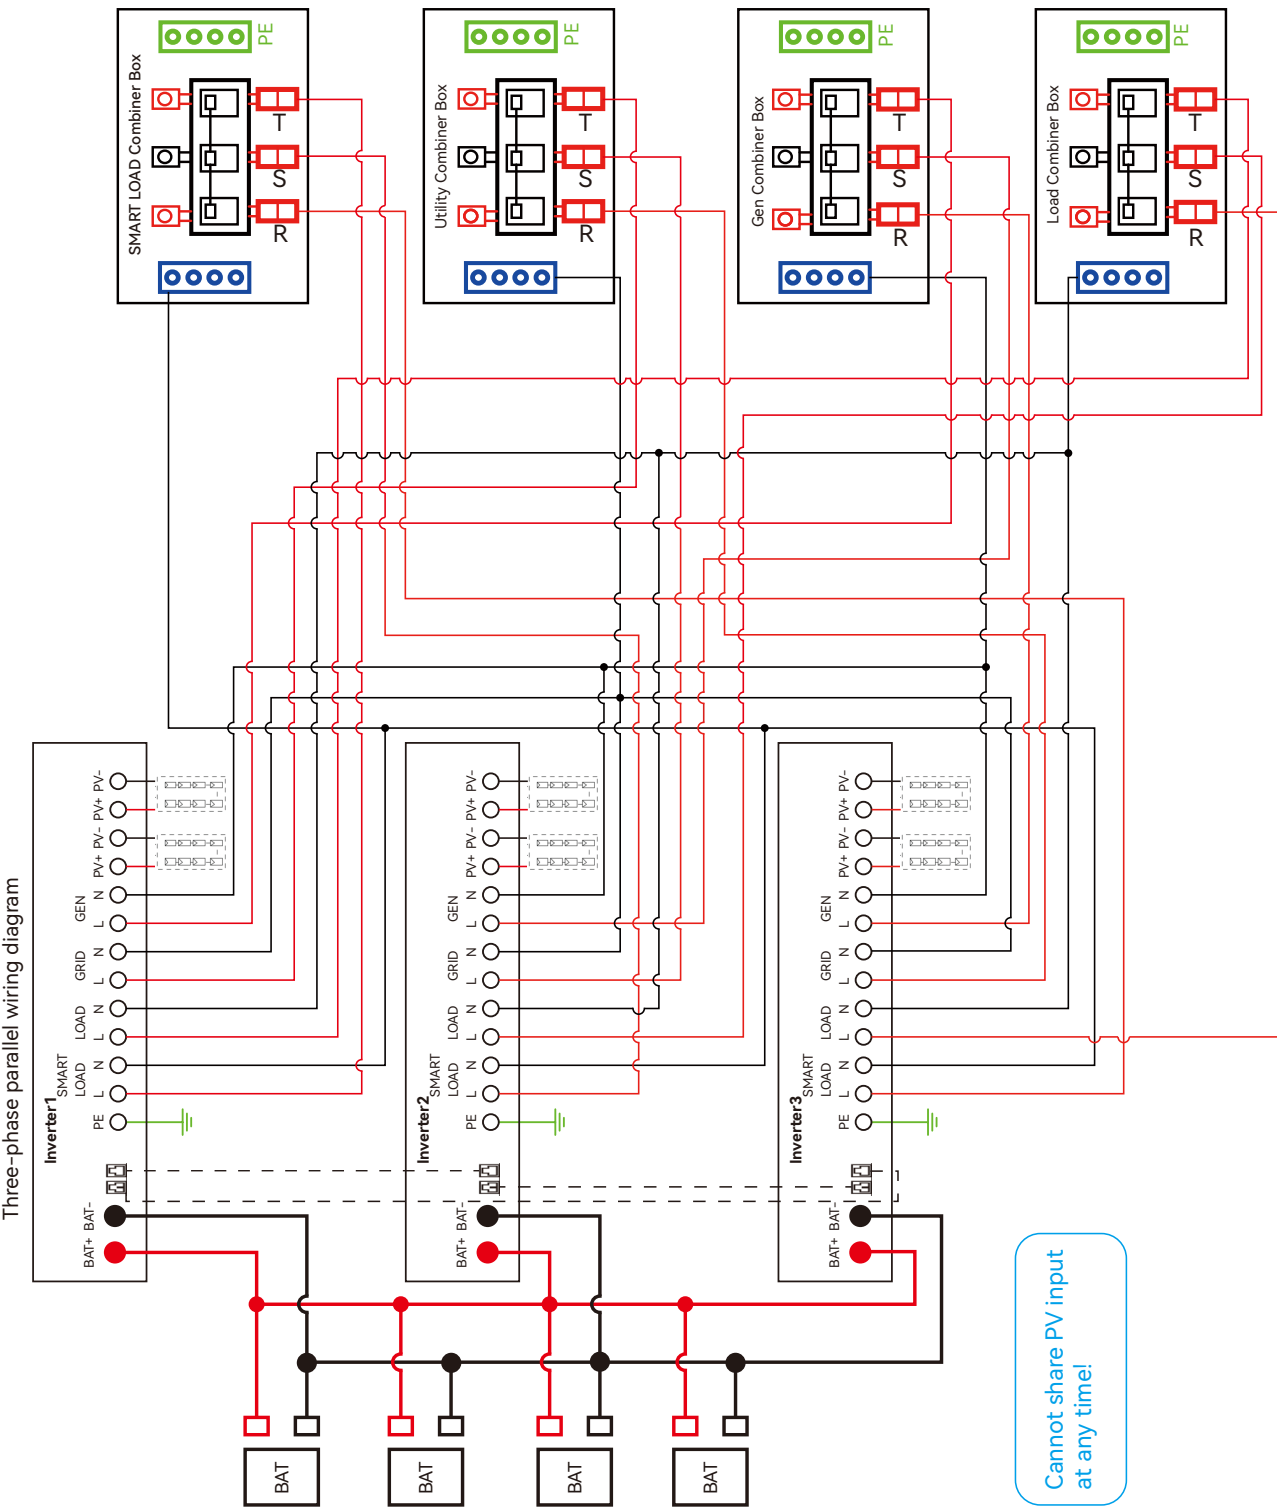 Three-phase parallel wiring diagram
SMART LOAD Combiner Box
PE
T
S
R
Utility Combiner Box
PE
T
S
R
Gen Combiner Box
PE
T
S
R
Load Combiner Box
PE
T
S
R
Inverter1
BAT+
BAT-
PE
SMART
LOAD
L
N
LOAD
L
N
GRID
L
N
GEN
L
N
PV+
PV-
PV+
PV-
Inverter2
BAT+
BAT-
PE
SMART
LOAD
L
N
LOAD
L
N
GRID
L
N
GEN
L
N
PV+
PV-
PV+
PV-
Inverter3
BAT+
BAT-
PE
SMART
LOAD
L
N
LOAD
L
N
GRID
L
N
GEN
L
N
PV+
PV-
PV+
PV-
BAT
BAT
BAT
BAT
Cannot share PV input
at any time!